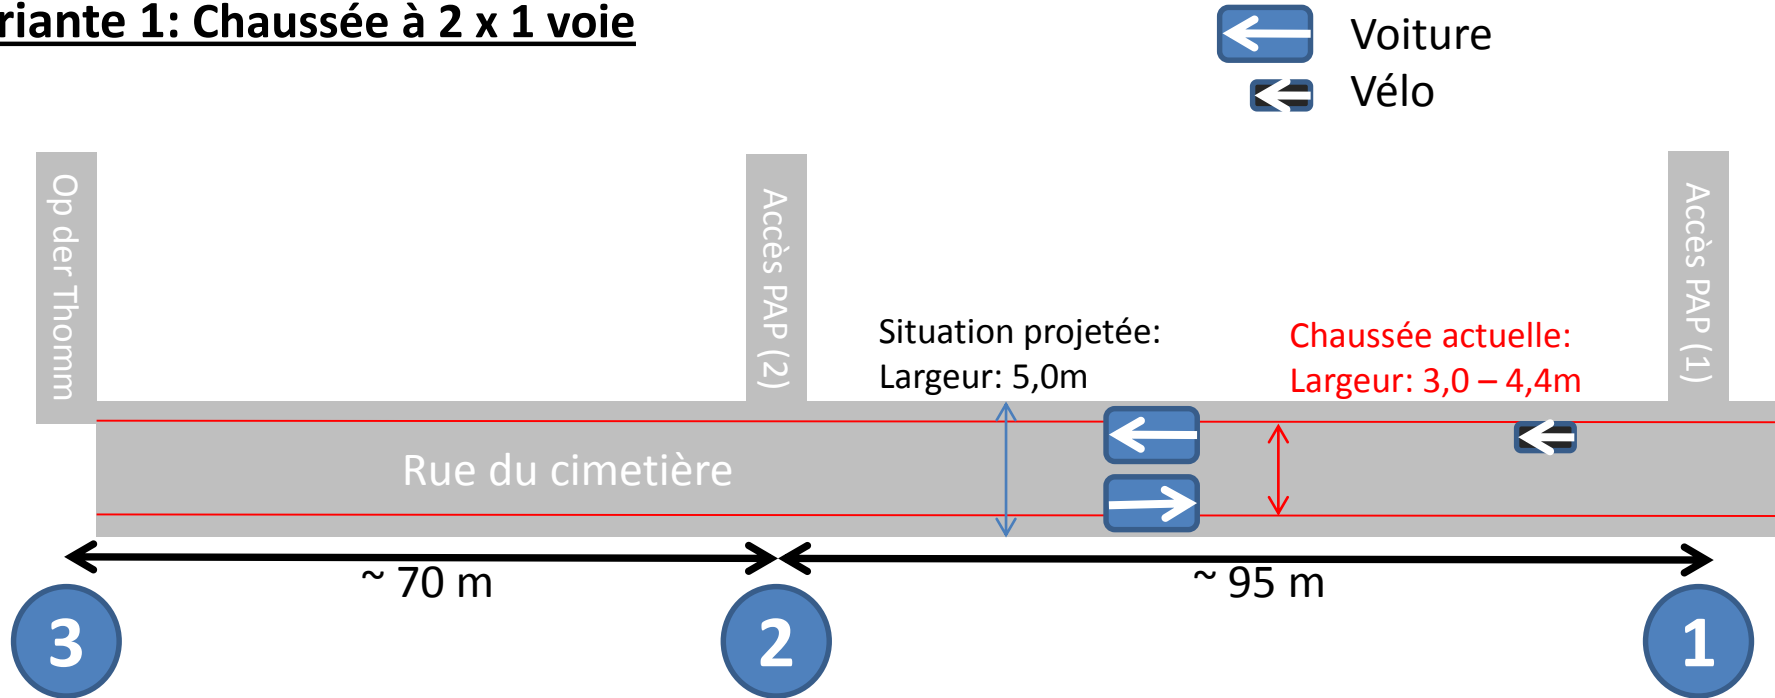 riante 1: Chaussée à 2 x 1 voie
Voiture
Vélo
Op der Thomm
Accès PAP (2)
Accès PAP (1)
Situation projetée:
Largeur: 5,0m
Chaussée actuelle:
Largeur: 3,0 – 4,4m
Rue du cimetière
~ 70 m
~ 95 m
3
2
1